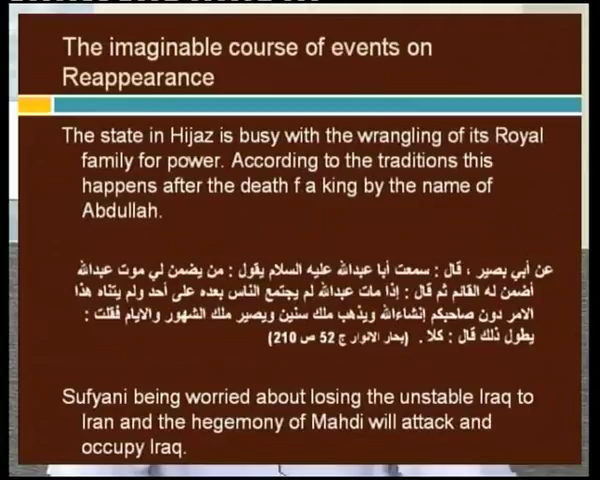 The imaginable course of events on
Reappearance
The state in Hijaz is busy with the wrangling of its Royal
family for power. According to the traditions this
happens after the death f a king by the name of
Abdullah.
عن أبي بصير ، قال : سمعت أبا عبدالله عليه السلام يقول : من يضمن لي موت عبدالله
أضمن له القائم ثم قال : إذا مات عبدالله لم يجتمع الناس بعده على أحد ولم يتناه هذا
الامر دون صاحبكم إنشاءالله ويذهب ملك سنين ويصير ملك الشهور والايام فقلت :
يطول ذلك قال : كلا . (بحار الانوار ج 52 ص 210)
Sufyani being worried about losing the unstable Iraq to
Iran and the hegemony of Mahdi will attack and
occupy Iraq.